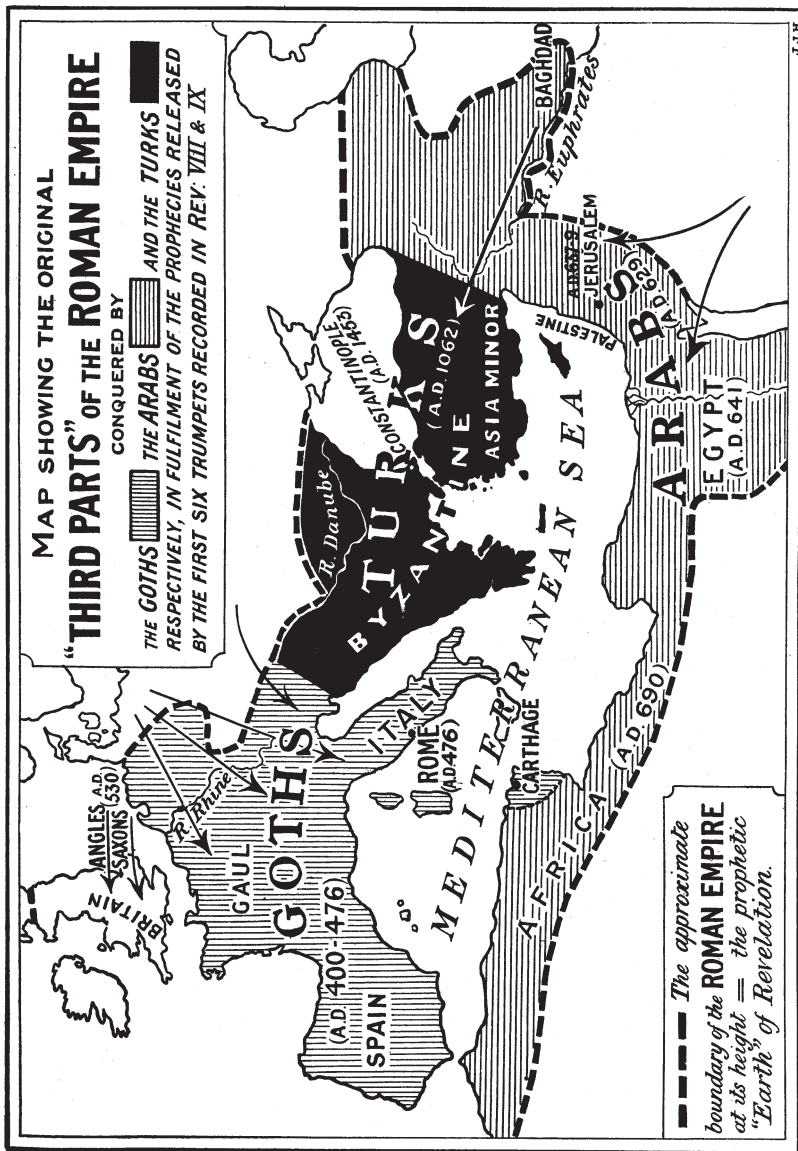 MAP SHOWING THE ORIGINAL
"THIRD PARTS" OF THE ROMAN EMPIRE
CONQUERED BY
THE GOTHS THE ARABS AND THE TURKS
RESPECTIVELY, IN FULFILMENT OF THE PROPHECIES RELEASED
BY THE FIRST SIX TRUMPETS RECORDED IN REV: VIII & IX
ANGLES A.D.
SAXONS (530)
BRITAIN
R. Rhine
GAUL
GOTHS
(A.D. 400-476)
SPAIN
ITALY
ROME
(A.D.476)
MEDITERRANEAN SEA
CARTHAGE
AFRICA (A.D 690)
R. Danube
TURKS
BYZANTINE
CONSTANTINOPLE
(A.D. 1453)
(A.D. 1062)
ASIA MINOR
BAGHDAD
R. Euphrates
A.D.637-9
JERUSALEM
PALESTINE
ARABS
(A.D 629)
EGYPT
(A.D. 641)
The approximate
boundary of the ROMAN EMPIRE
at its height = the prophetic
"Earth" of Revelation.